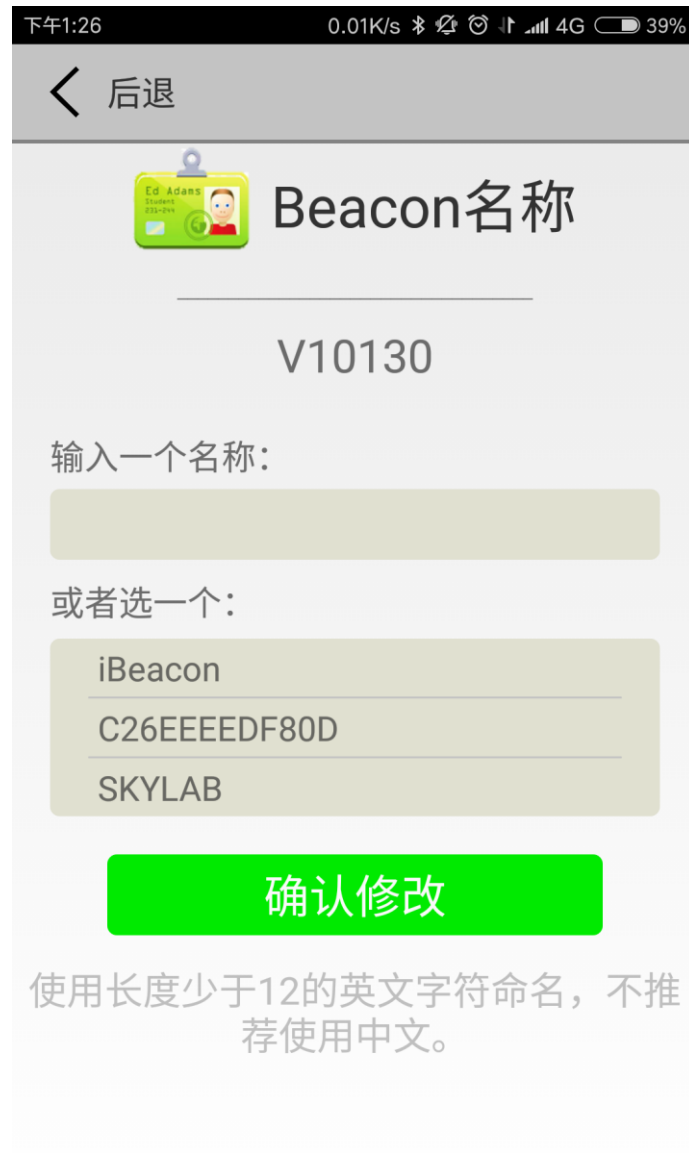 下午1:26 0.01K/s 4G 39%
后退
Ed Adams
Student
Beacon名称
V10130
输入一个名称：
或者选一个：
iBeacon
C26EEEEDF80D
SKYLAB
确认修改
使用长度少于12的英文字符命名，不推
荐使用中文。